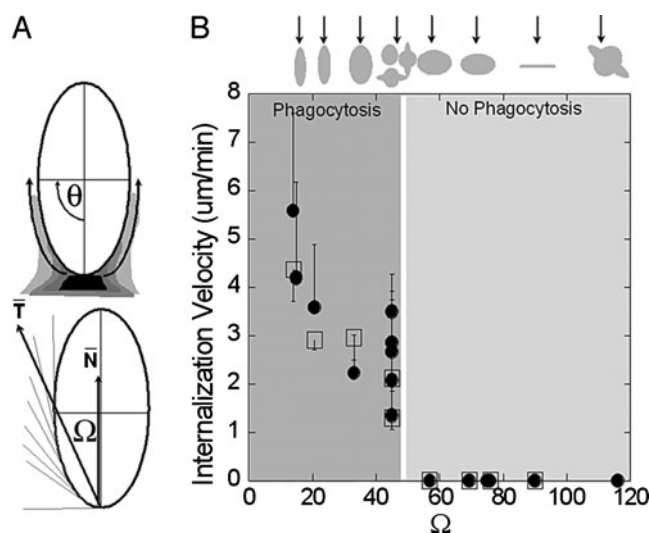 A
B
θ
T̅
N̅
Ω
Phagocytosis
No Phagocytosis
Internalization Velocity (um/min)
8
7
6
5
4
3
2
1
0
0 20 40 60 80 100 120
Ω